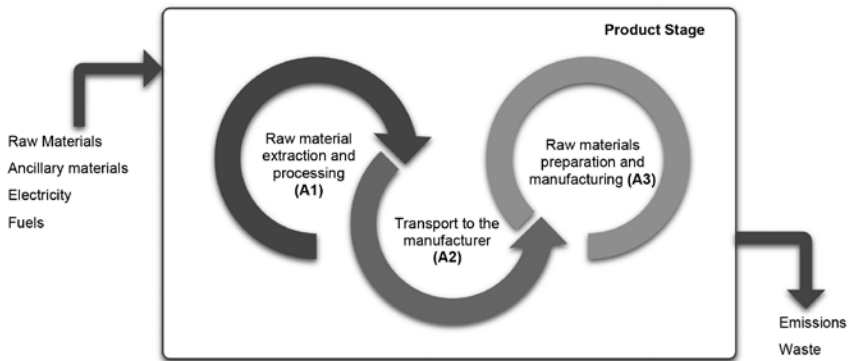 Product Stage
Raw Materials
Ancillary materials
Electricity
Fuels
Raw material
extraction and
processing
(A1)
Transport to the
manufacturer
(A2)
Raw materials
preparation and
manufacturing (A3)
Emissions
Waste